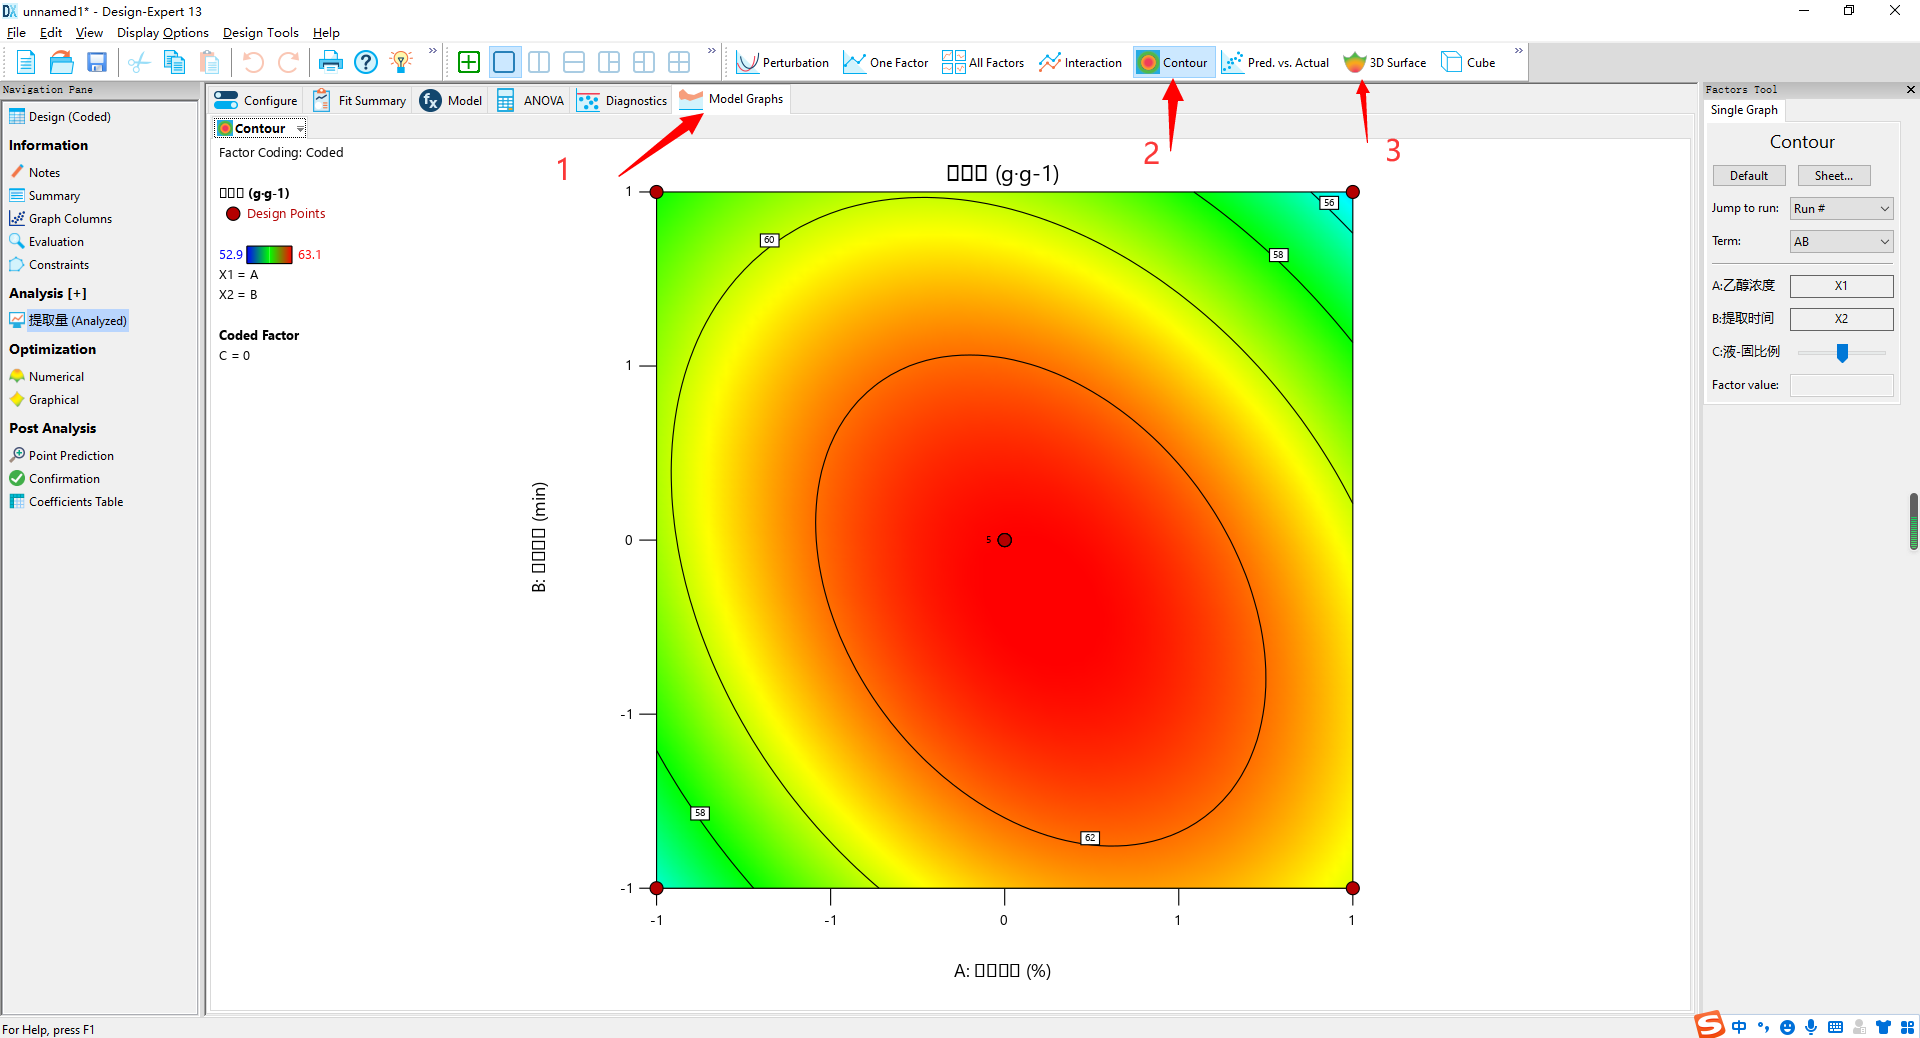 unnamed1* - Design-Expert 13
File Edit View Display Options Design Tools Help
Perturbation One Factor All Factors Interaction Contour Pred. vs. Actual 3D Surface Cube
Navigation Pane
Design (Coded)
Information
Notes
Summary
Graph Columns
Evaluation
Constraints
Analysis [+]
提取量 (Analyzed)
Optimization
Numerical
Graphical
Post Analysis
Point Prediction
Confirmation
Coefficients Table
Configure Fit Summary Model ANOVA Diagnostics Model Graphs
Contour
1
2
3
Factor Coding: Coded
(g·g-1)
Design Points
52.9 63.1
X1 = A
X2 = B
Coded Factor
C = 0
(g·g-1)
56
58
60
62
58
5
1
1
0
-1
-1
B: (min)
-1 -1 0 1 1
A: (%)
Factors Tool
Single Graph
Contour
Default Sheet...
Jump to run: Run #
Term: AB
A:乙醇浓度 X1
B:提取时间 X2
C:液-固比例
Factor value:
For Help, press F1
中